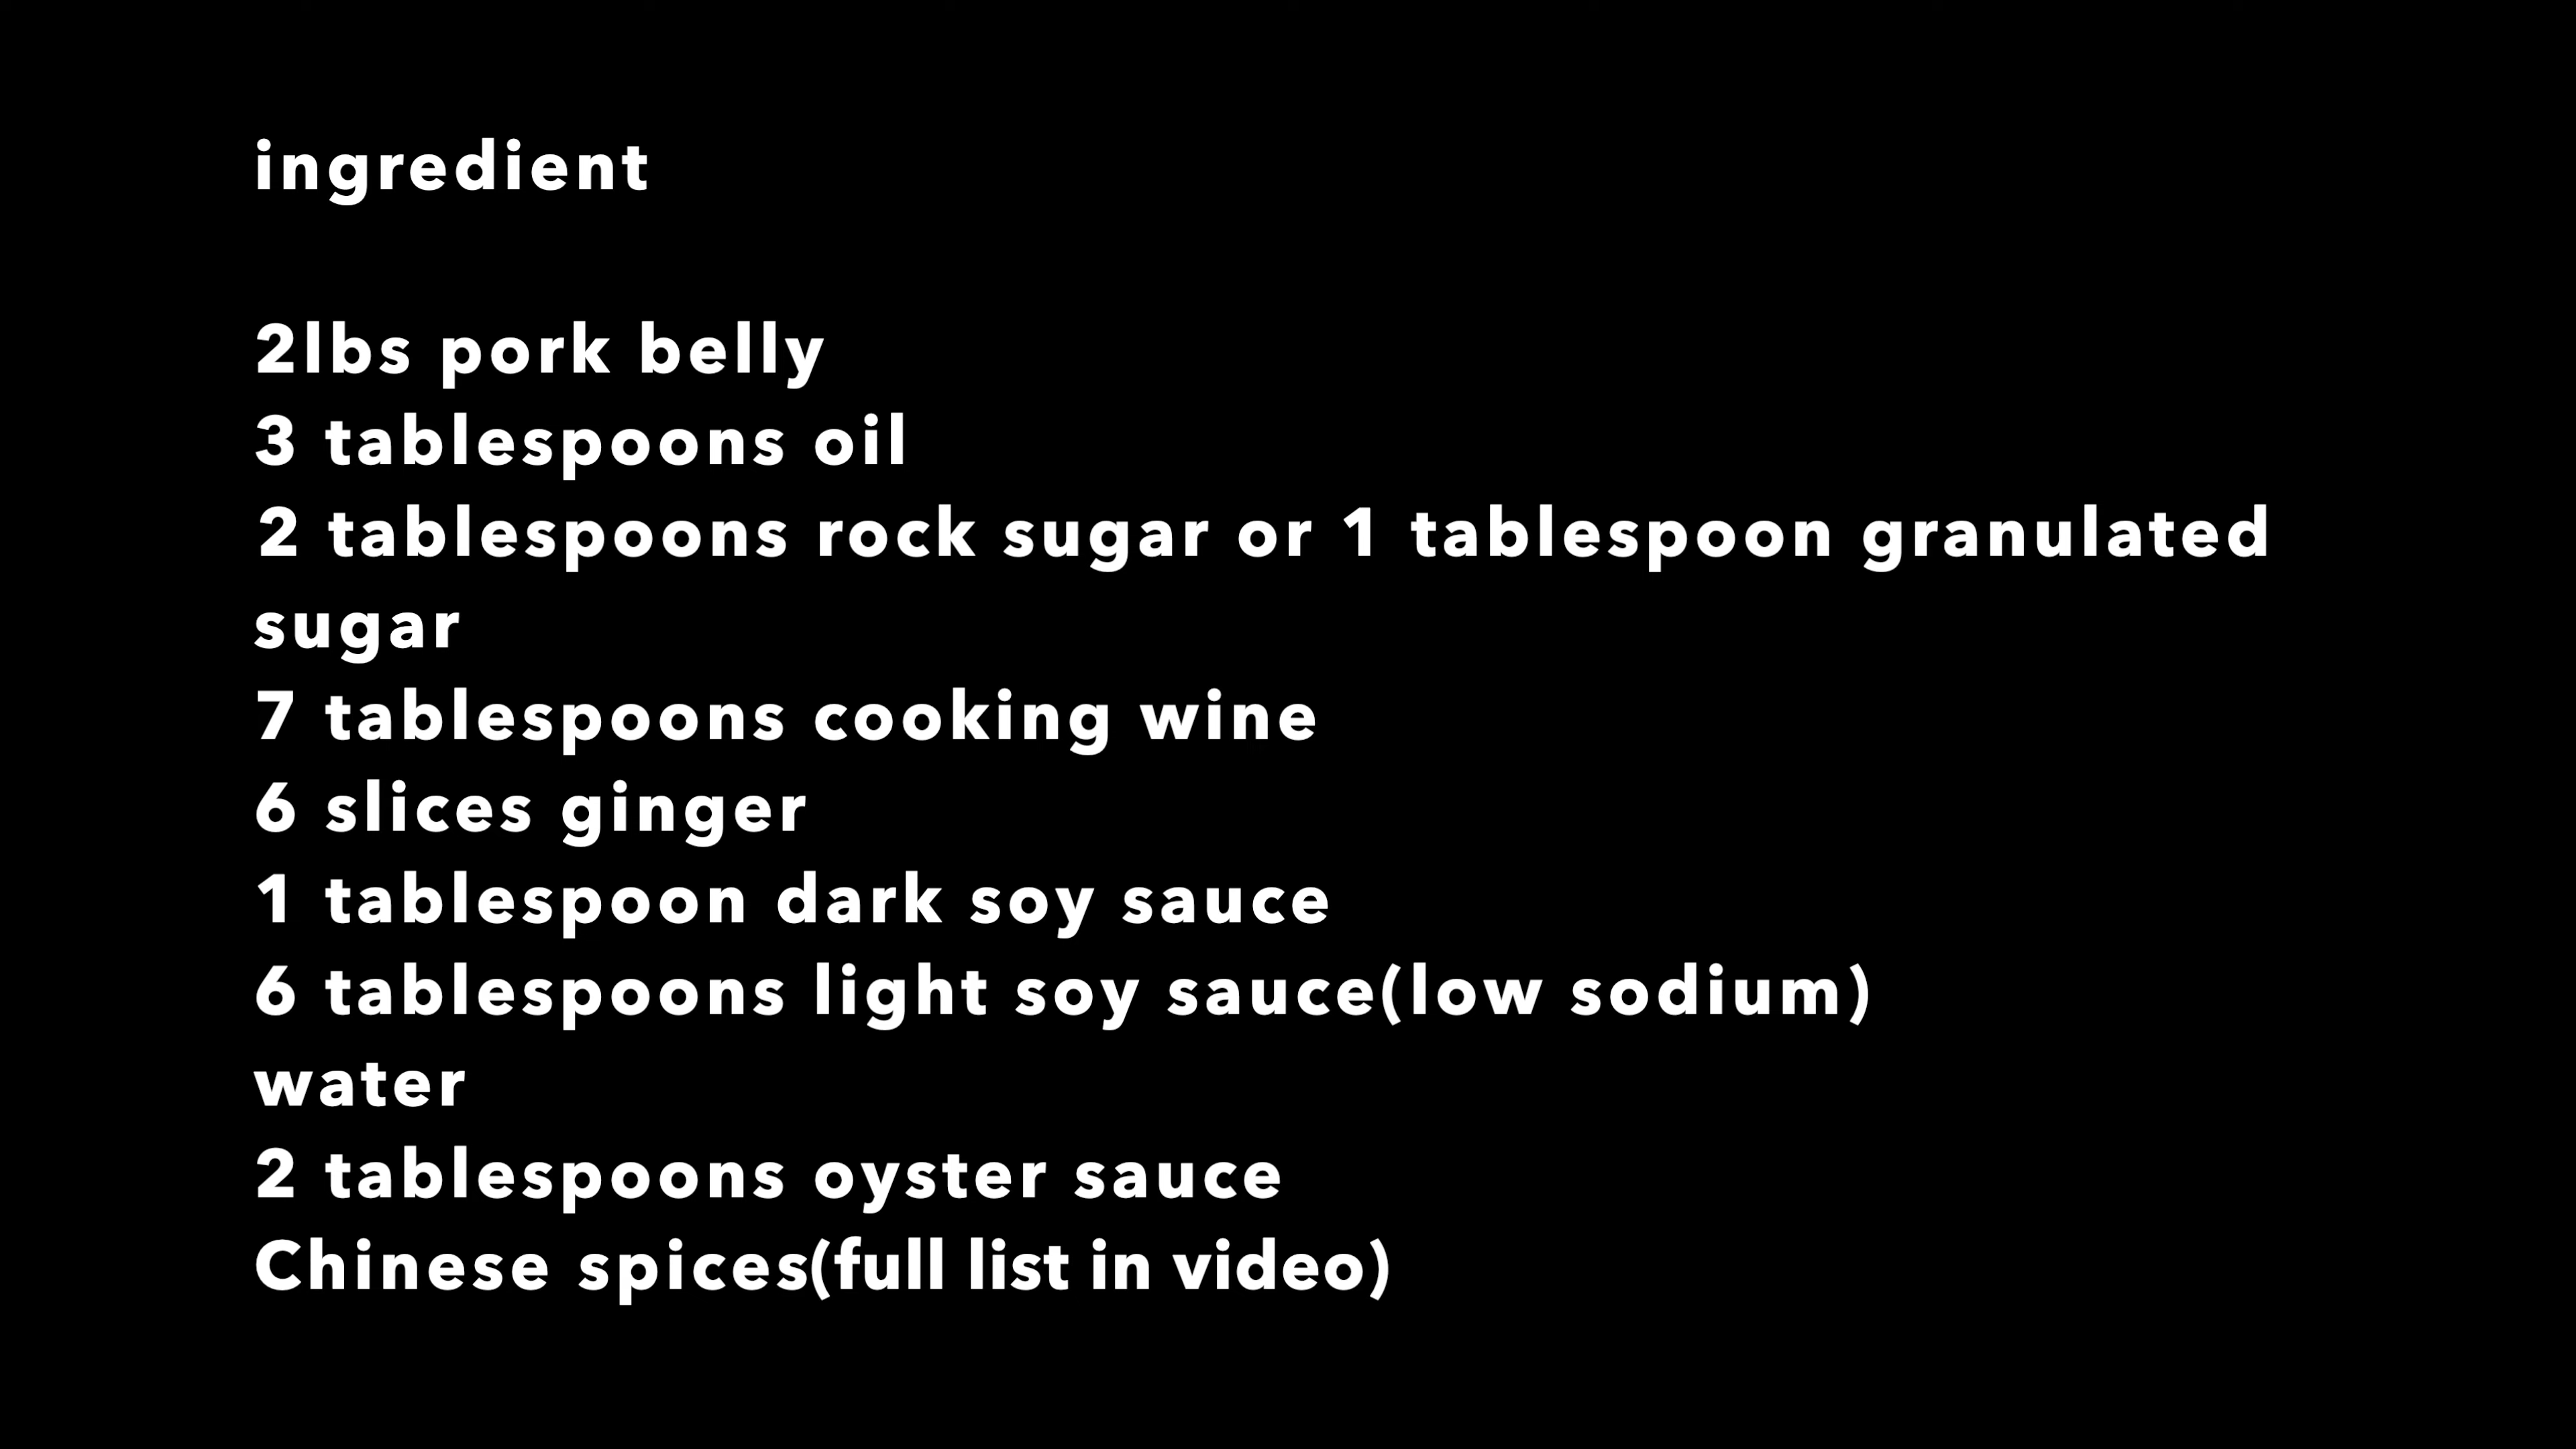 ingredient
2lbs pork belly
3 tablespoons oil
2 tablespoons rock sugar or 1 tablespoon granulated
sugar
7 tablespoons cooking wine
6 slices ginger
1 tablespoon dark soy sauce
6 tablespoons light soy sauce(low sodium)
water
2 tablespoons oyster sauce
Chinese spices(full list in video)